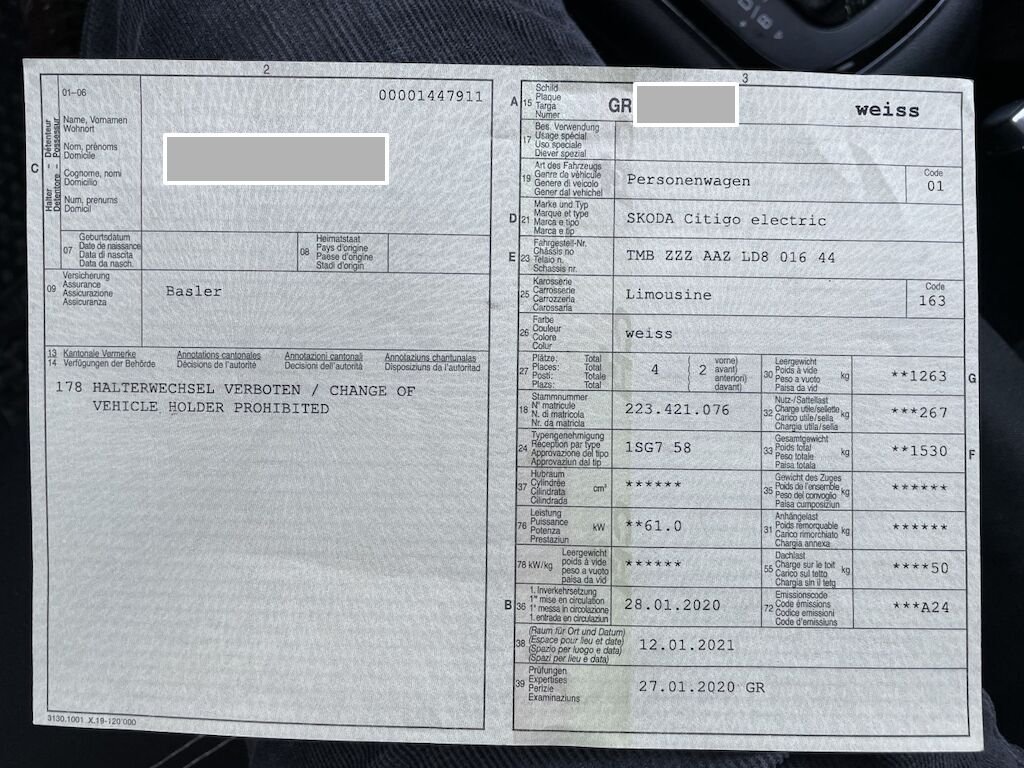 2
01–06
00001447911
C
Halter – Détenteur
Detentore – Possessur
Name, Vornamen
Wohnort
Nom, prénoms
Domicile
Cognome, nomi
Domicilio
Num, prenums
Domicil
07
Geburtsdatum
Date de naissance
Data di nascita
Data da nasch.
08
Heimatstaat
Pays d'origine
Paese d'origine
Stadi d'origin
09
Versicherung
Assurance
Assicurazione
Assicuranza
Basler
13 Kantonale Vermerke Annotations cantonales Annotazioni cantonali Annotaziuns chantunalas
14 Verfügungen der Behörde Décisions de l'autorité Decisioni dell'autorità Disposiziuns da l'autoritad
178 HALTERWECHSEL VERBOTEN / CHANGE OF
VEHICLE HOLDER PROHIBITED
3130.1001 X.19-120'000
3
A 15
Schild
Plaque
Targa
Numer
GR
weiss
17
Bes. Verwendung
Usage spécial
Uso speciale
Diever spezial
19
Art des Fahrzeugs
Genre de véhicule
Genere di veicolo
Gener dal vehichel
Personenwagen
Code
01
D 21
Marke und Typ
Marque et type
Marca e tipo
Marca e tip
SKODA Citigo electric
E 23
Fahrgestell-Nr.
Châssis no
Telaio n.
Schassis nr.
TMB ZZZ AAZ LD8 016 44
25
Karosserie
Carrosserie
Carrozzeria
Carossaria
Limousine
Code
163
26
Farbe
Couleur
Colore
Colur
weiss
27
Plätze: Total
Places: Total
Posti: Totale
Plazs: Total
4
( 2 vorne)
( avant)
anteriori)
( davant)
30
Leergewicht
Poids à vide
Peso a vuoto
Paisa da vid
kg
**1263
G
18
Stammnummer
N° matricule
N. di matricola
Nr. da matricla
223.421.076
32
Nutz-/Sattellast
Charge utile/sellette
Carico utile/sella
Chargia utila/sella
kg
***267
24
Typengenehmigung
Réception par type
Approvazione del tipo
Approvaziun dal tip
1SG7 58
33
Gesamtgewicht
Poids total
Peso totale
Paisa totala
kg
**1530
F
37
Hubraum
Cylindrée
Cilindrata
Cilindrada
cm³
******
35
Gewicht des Zuges
Poids de l'ensemble
Peso del convoglio
Paisa cumposiziun
kg
******
76
Leistung
Puissance
Potenza
Prestaziun
kW
**61.0
31
Anhängelast
Poids remorquable
Carico rimorchiato
Chargia annexa
kg
******
78 kW/kg
Leergewicht
poids à vide
peso a vuoto
paisa da vid
******
55
Dachlast
Charge sur le toit
Carico sul tetto
Chargia sin il tetg
kg
****50
B 36
1. Inverkehrsetzung
1re mise en circulation
1a messa in circolazione
1. entrada en circulaziun
28.01.2020
72
Emissionscode
Code émissions
Codice emissioni
Code d'emissiuns
***A24
38
(Raum für Ort und Datum)
(Espace pour lieu et date)
(Spazio per luogo e data)
(Spazi per lieu e data)
12.01.2021
39
Prüfungen
Expertises
Perizie
Examinaziuns
27.01.2020 GR